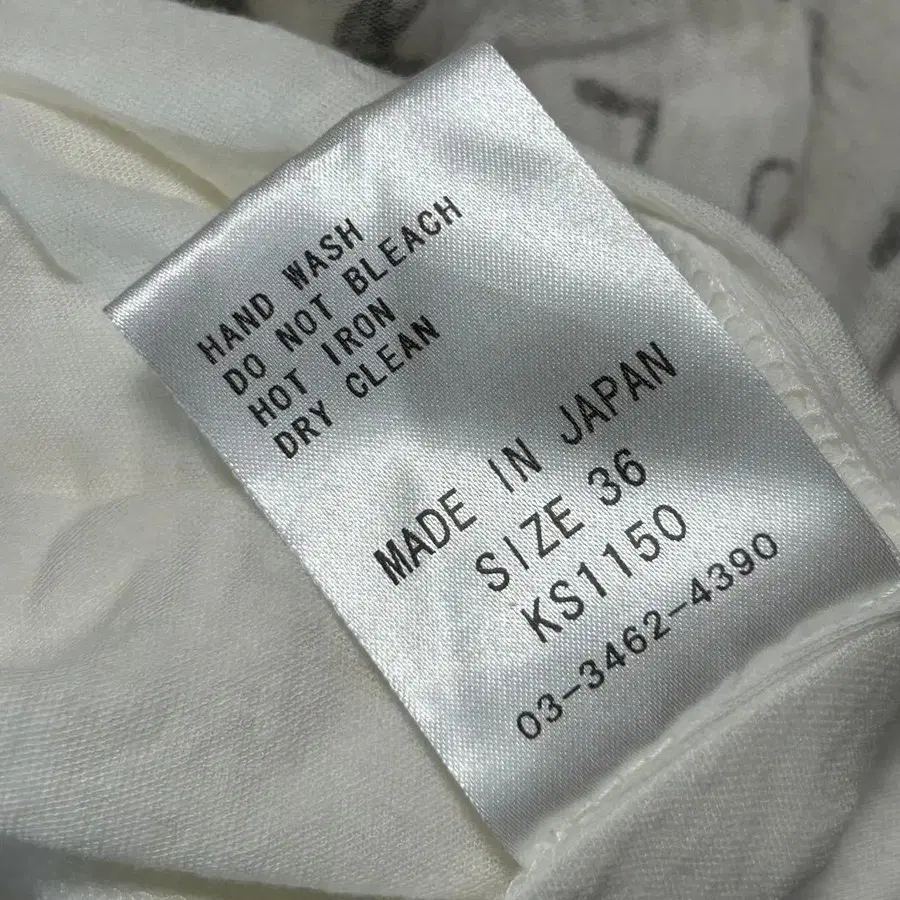 HAND WASH
DO NOT BLEACH
HOT IRON
DRY CLEAN
MADE IN JAPAN
SIZE 36
KS1150
03-3462-4390